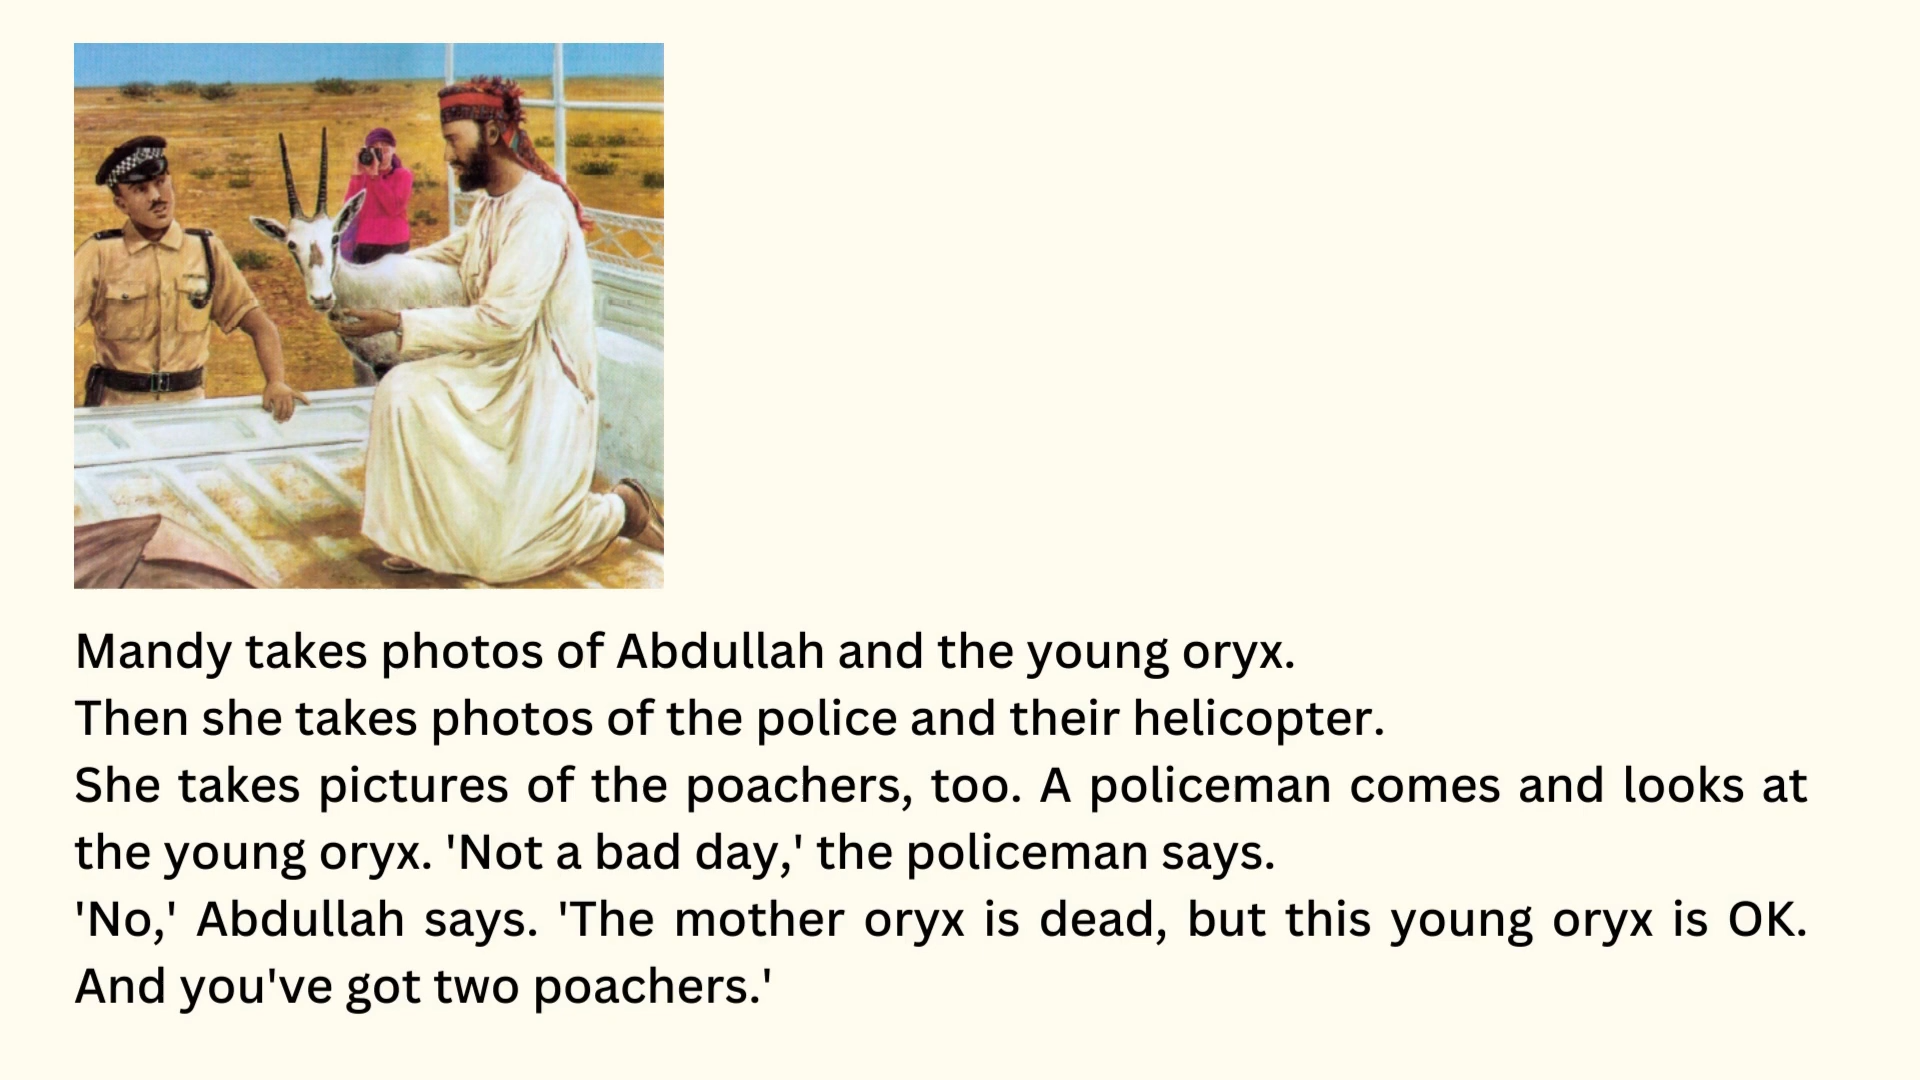 Mandy takes photos of Abdullah and the young oryx.
Then she takes photos of the police and their helicopter.
She takes pictures of the poachers, too. A policeman comes and looks at
the young oryx. 'Not a bad day,' the policeman says.
'No,' Abdullah says. 'The mother oryx is dead, but this young oryx is OK.
And you've got two poachers.'